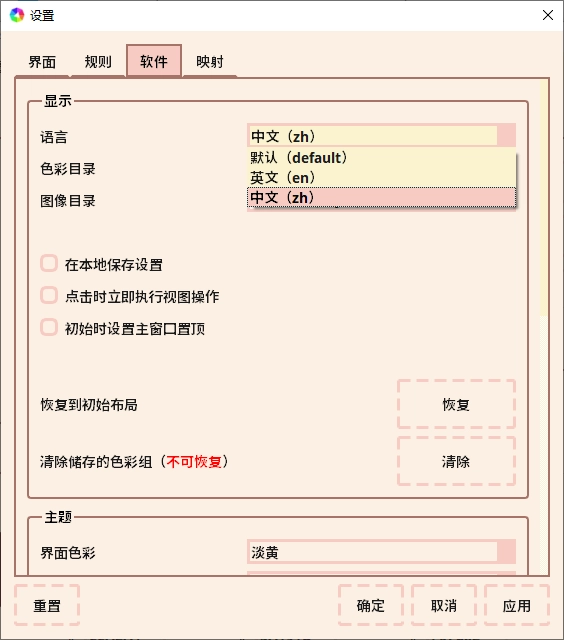 设置
界面 规则 软件 映射
显示
语言 中文（zh）
默认（default）
色彩目录
英文（en）
图像目录 中文（zh）
在本地保存设置
点击时立即执行视图操作
初始时设置主窗口置顶
恢复到初始布局 恢复
清除储存的色彩组（不可恢复） 清除
主题
界面色彩 淡黄
重置 确定 取消 应用